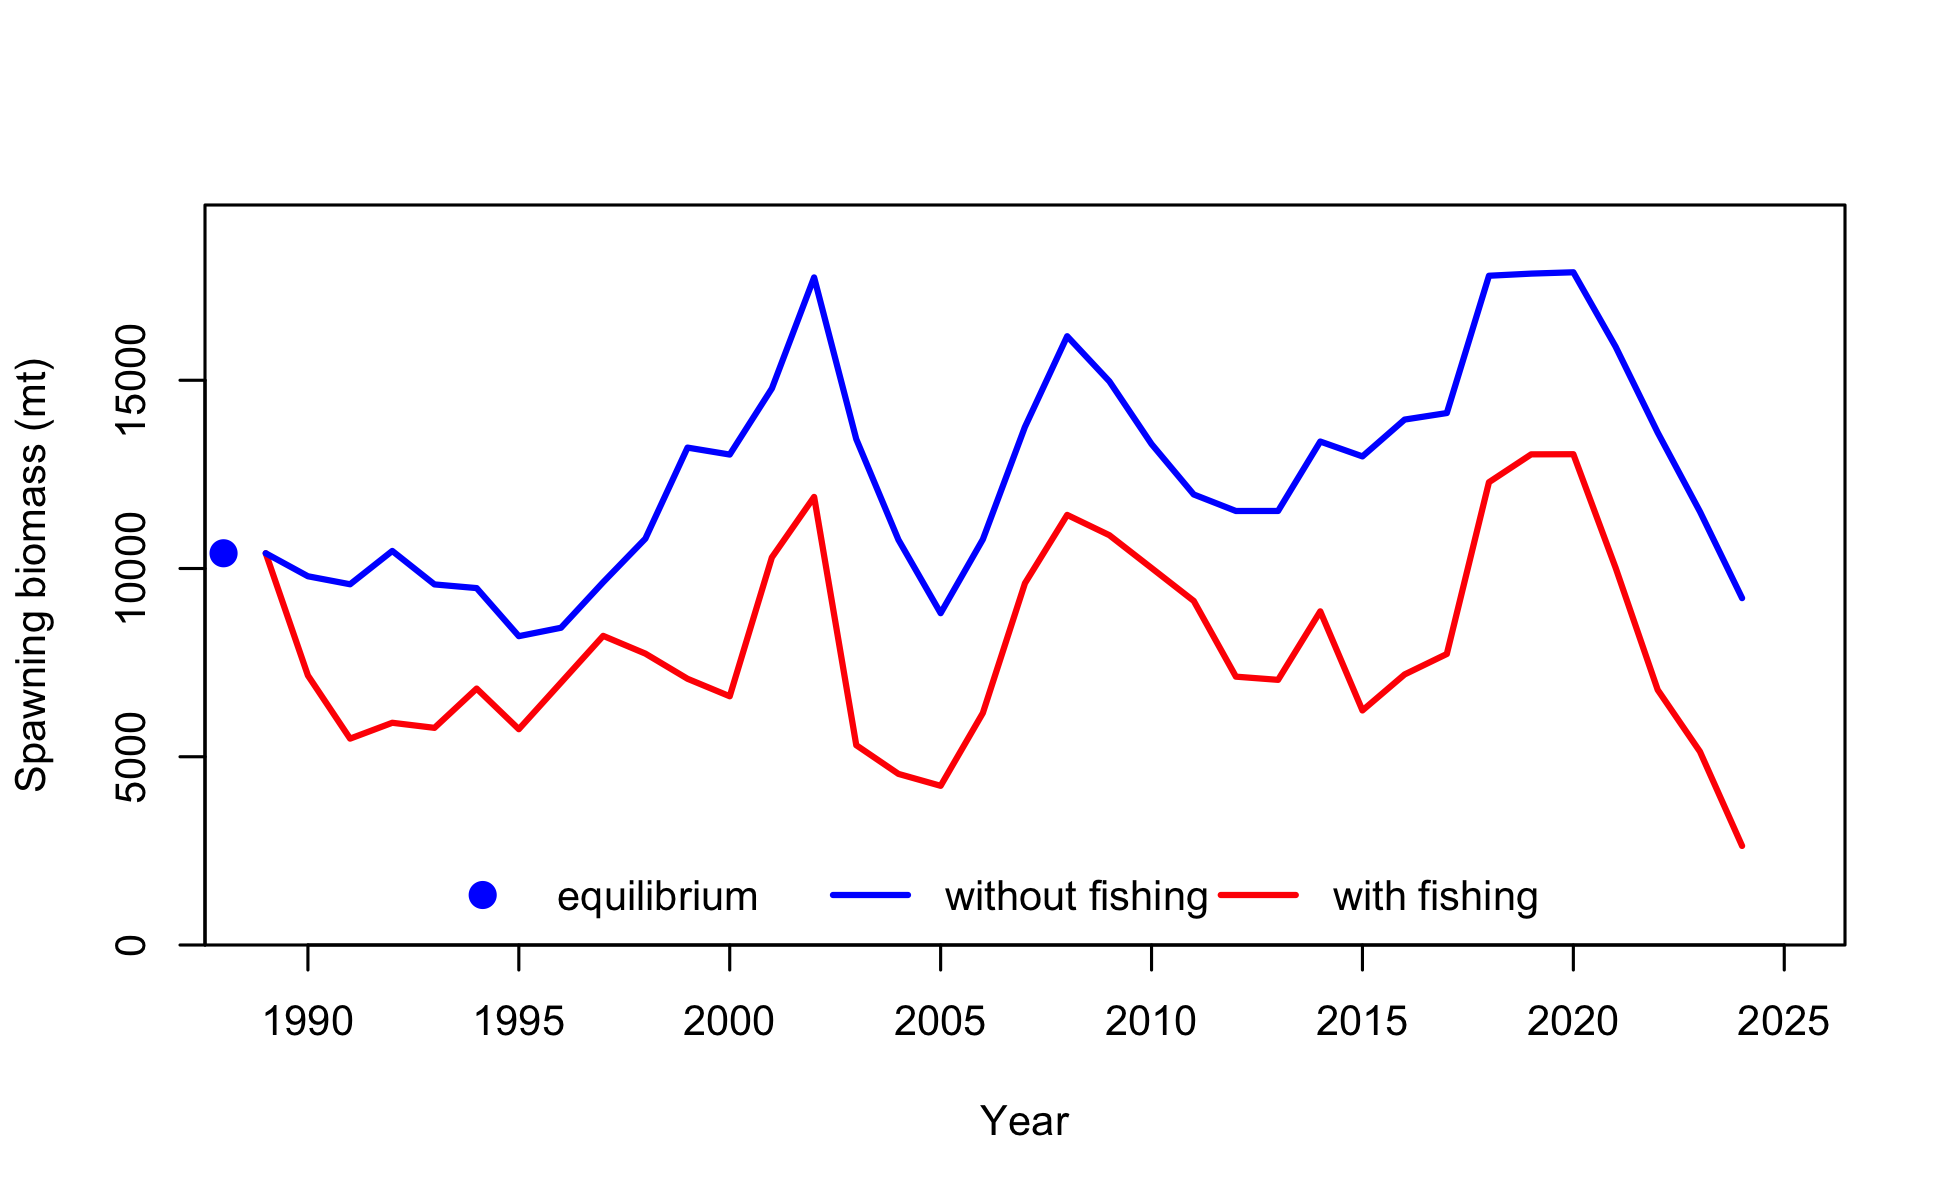 Spawning biomass (mt)
15000
10000
5000
0
equilibrium without fishing with fishing
1990 1995 2000 2005 2010 2015 2020 2025
Year